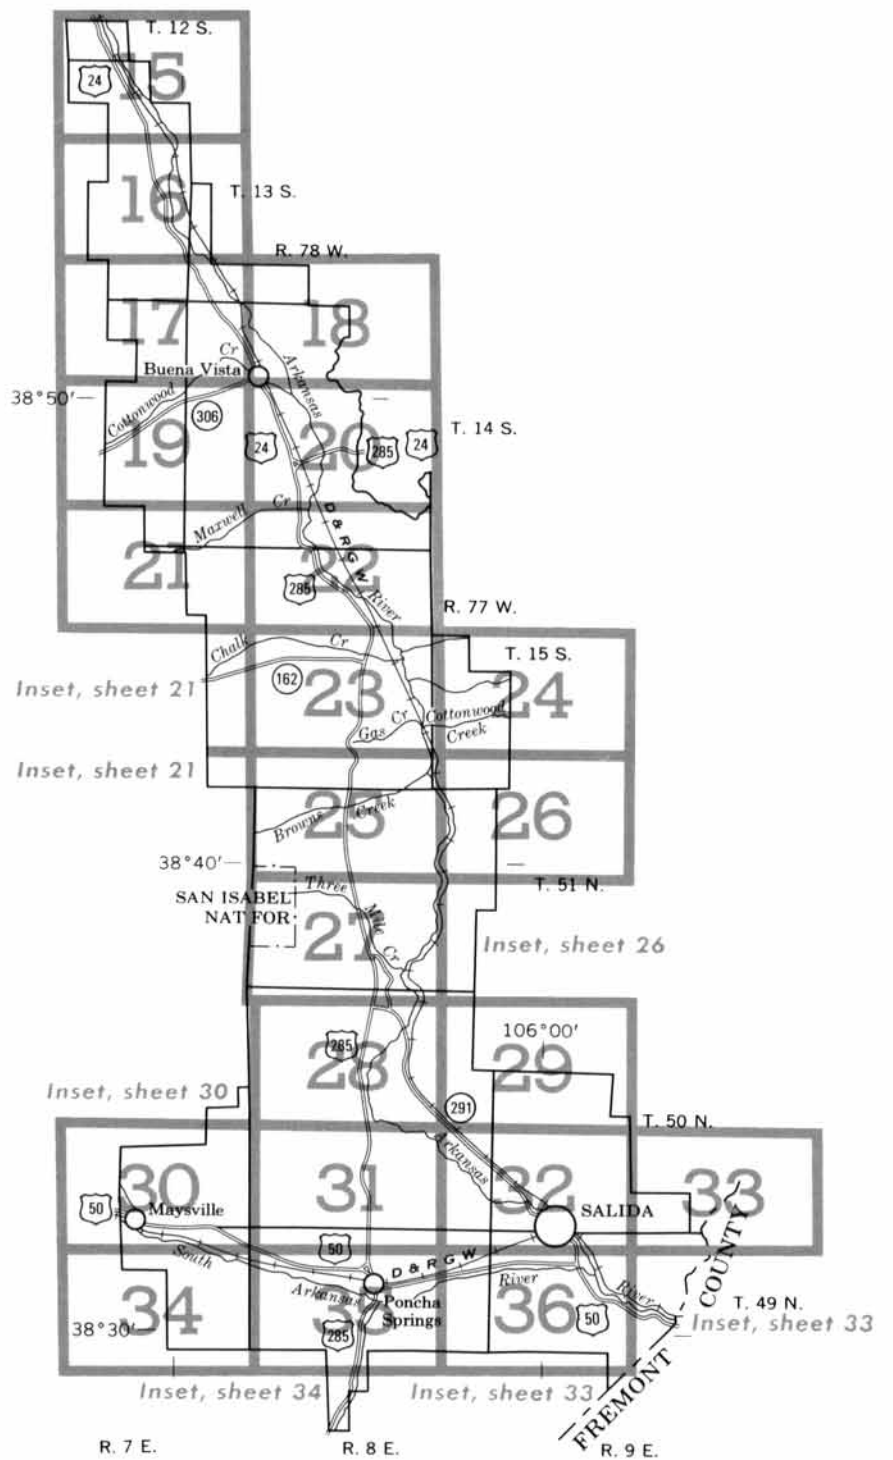 T. 12 S.
15
24
16
T. 13 S.
R. 78 W.
17
18
Cr
Buena Vista
Arkansas
38°50'
Cottonwood
306
19
24
20
285
24
T. 14 S.
Maxwell Cr
D & R G W
21
22
285
River
R. 77 W.
Chalk Cr
T. 15 S.
Inset, sheet 21
162
23
24
Gas Cr
Cottonwood
Creek
Inset, sheet 21
25
26
Browns Creek
38°40'
T. 51 N.
SAN ISABEL
NAT FOR
Three
Mile
Cr
27
Inset, sheet 26
106°00'
285
28
29
Inset, sheet 30
291
T. 50 N.
Arkansas
30
31
32
33
50
Maysville
SALIDA
South
50
D & R G W
Arkansas
River
River
COUNTY
34
35
36
Poncha
Springs
T. 49 N.
38°30'
285
50
Inset, sheet 33
Inset, sheet 34
Inset, sheet 33
FREMONT
R. 7 E.
R. 8 E.
R. 9 E.